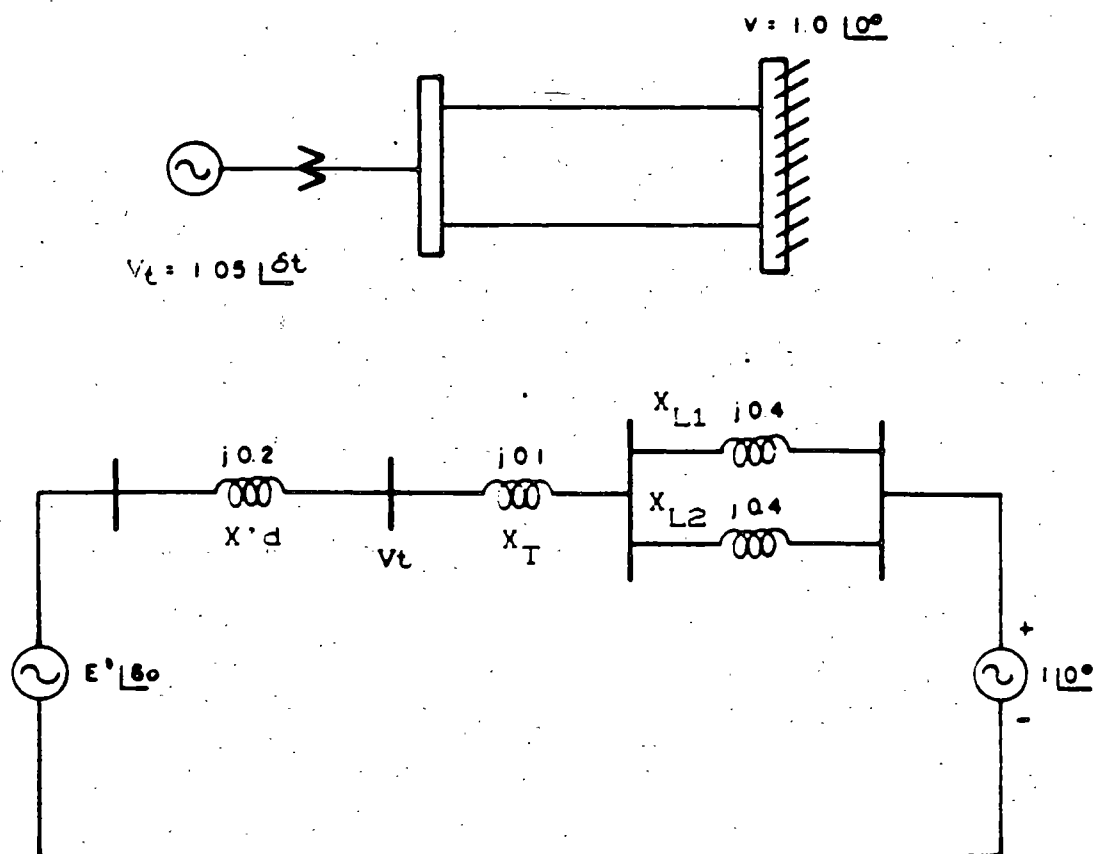 V = 1.0 ∠0°
Vt = 1.05 ∠δt
XL1 j0.4
j0.2
j0.1
XL2 j0.4
X'd
Vt
XT
E' ∠δo
+
1 ∠0°
-